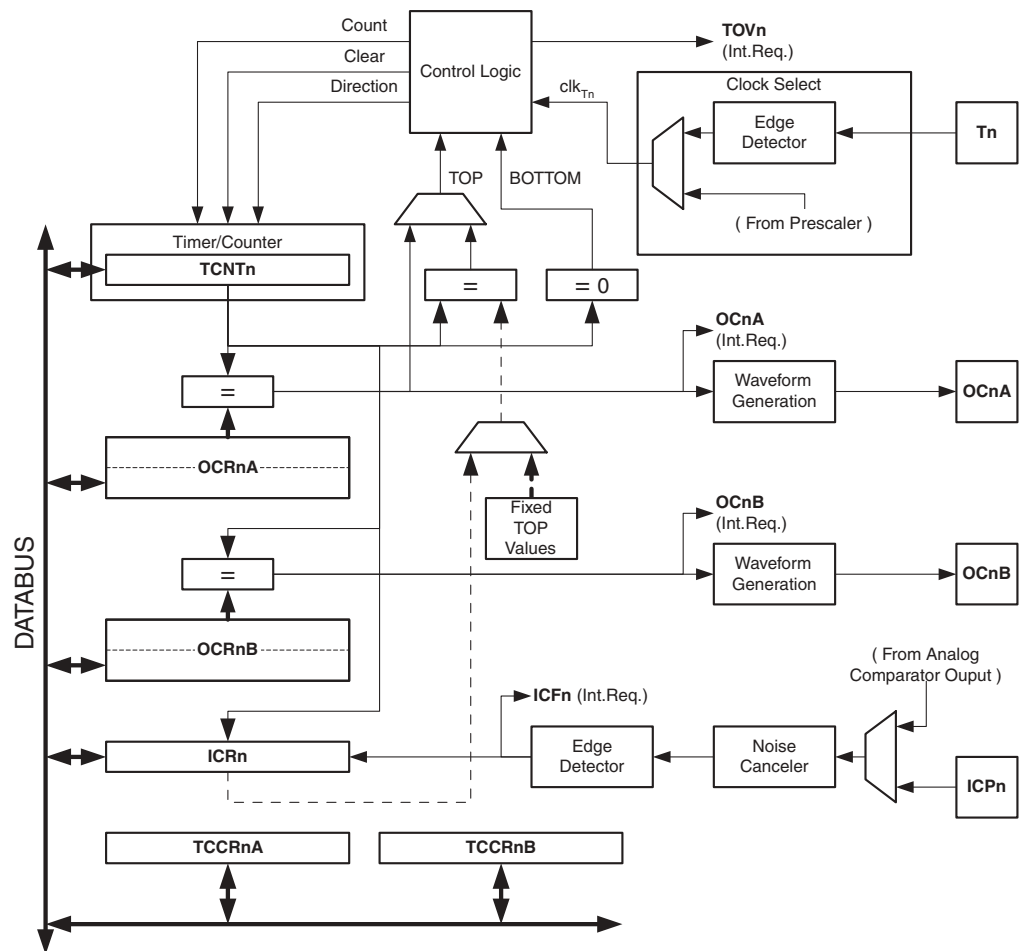 Count
Clear
Direction
Control Logic
TOVn
(Int.Req.)
clkTn
Clock Select
Edge
Detector
Tn
( From Prescaler )
TOP
BOTTOM
Timer/Counter
TCNTn
=
= 0
OCnA
(Int.Req.)
=
Waveform
Generation
OCnA
OCRnA
Fixed
TOP
Values
OCnB
(Int.Req.)
=
Waveform
Generation
OCnB
OCRnB
DATABUS
( From Analog
Comparator Ouput )
ICFn (Int.Req.)
ICRn
Edge
Detector
Noise
Canceler
ICPn
TCCRnA
TCCRnB